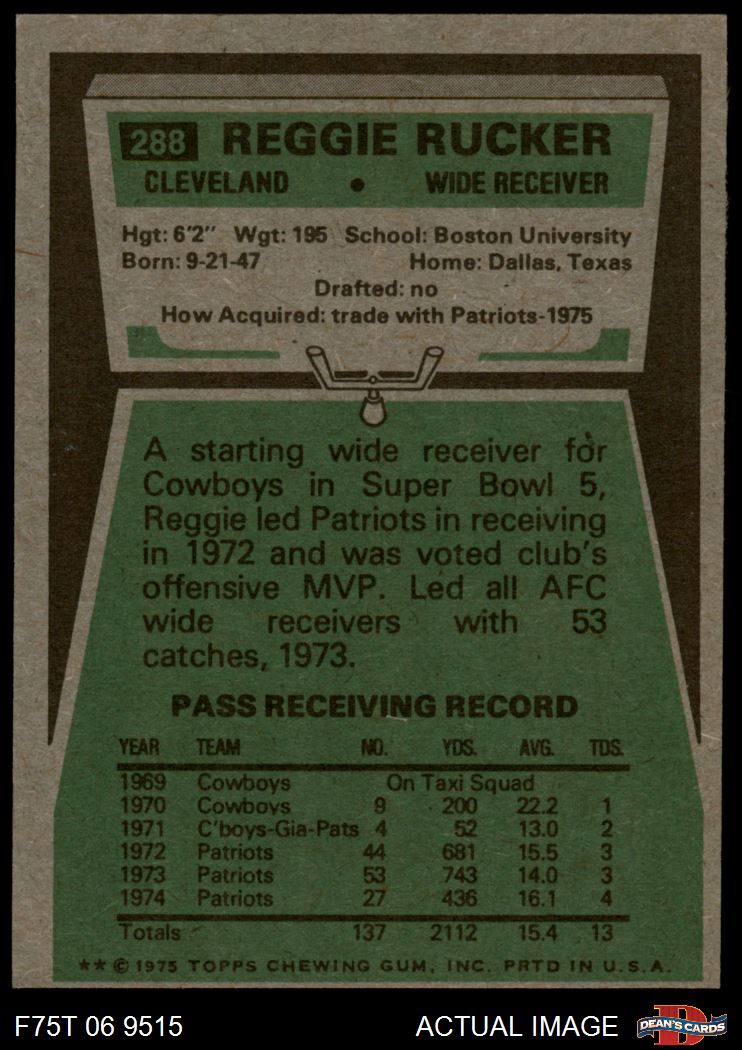 288 REGGIE RUCKER
CLEVELAND • WIDE RECEIVER
Hgt: 6'2" Wgt: 195 School: Boston University
Born: 9-21-47 Home: Dallas, Texas
Drafted: no
How Acquired: trade with Patriots-1975
A starting wide receiver for
Cowboys in Super Bowl 5,
Reggie led Patriots in receiving
in 1972 and was voted club's
offensive MVP. Led all AFC
wide receivers with 53
catches, 1973.
PASS RECEIVING RECORD
YEAR TEAM NO. YDS. AVG. TDS.
1969 Cowboys On Taxi Squad
1970 Cowboys 9 200 22.2 1
1971 C'boys-Gia-Pats 4 52 13.0 2
1972 Patriots 44 681 15.5 3
1973 Patriots 53 743 14.0 3
1974 Patriots 27 436 16.1 4
Totals 137 2112 15.4 13
** © 1975 TOPPS CHEWING GUM, INC. PRTD IN U.S.A.
F75T 06 9515 ACTUAL IMAGE D DEAN'S CARDS